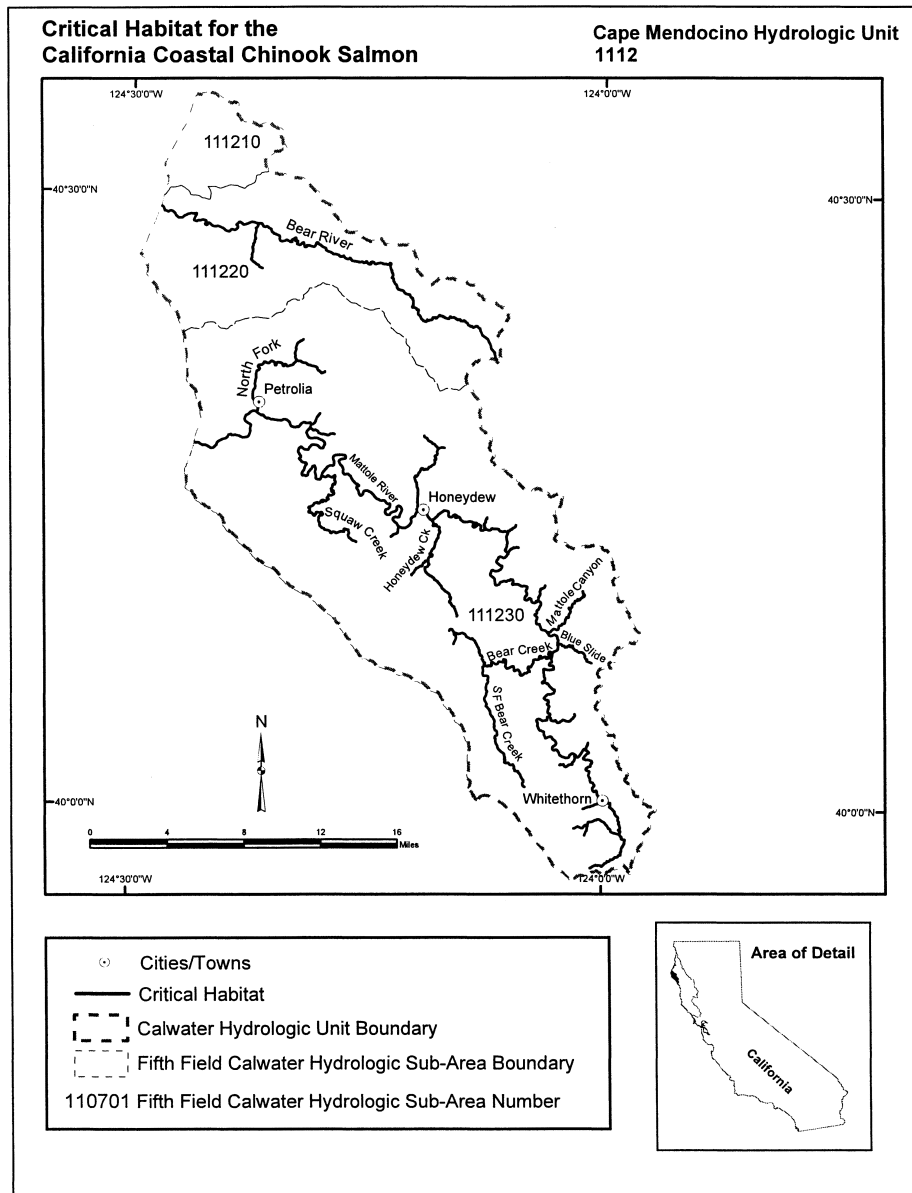 Critical Habitat for the
California Coastal Chinook Salmon
Cape Mendocino Hydrologic Unit
1112
124°30'0"W
124°0'0"W
111210
40°30'0"N
40°30'0"N
Bear River
111220
North Fork
Petrolia
Mattole River
Honeydew
Squaw Creek
Honeydew Ck
Mattole Canyon
111230
Blue Slide
Bear Creek
S F Bear Creek
N
Whitethorn
40°0'0"N
40°0'0"N
0 4 8 12 16
Miles
124°30'0"W
124°0'0"W
Cities/Towns
Critical Habitat
Calwater Hydrologic Unit Boundary
Fifth Field Calwater Hydrologic Sub-Area Boundary
110701 Fifth Field Calwater Hydrologic Sub-Area Number
Area of Detail
California